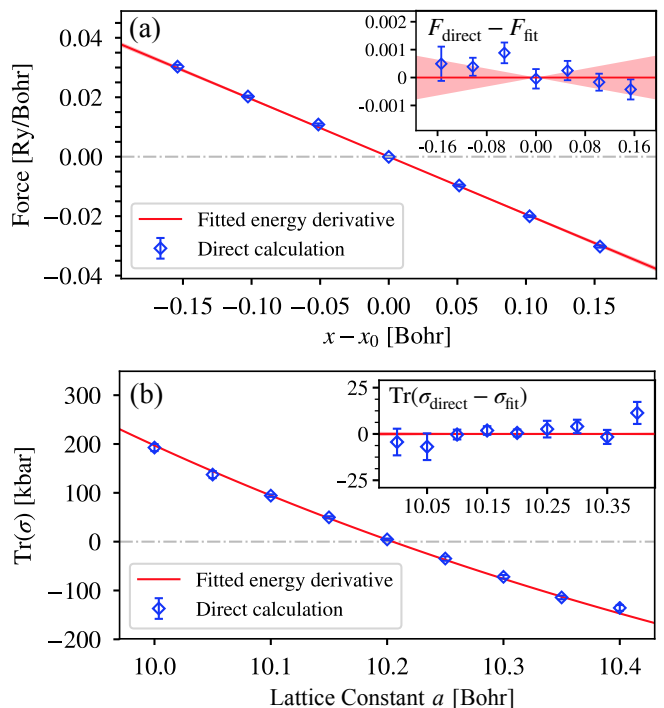 (a)
F_direct − F_fit
0.001
0.000
-0.001
-0.16 -0.08 0.00 0.08 0.16
Force [Ry/Bohr]
0.04
0.02
0.00
−0.02
−0.04
Fitted energy derivative
Direct calculation
−0.15 −0.10 −0.05 0.00 0.05 0.10 0.15
x − x₀ [Bohr]
(b)
Tr(σ_direct − σ_fit)
25
0
-25
10.05 10.15 10.25 10.35
Tr(σ) [kbar]
300
200
100
0
−100
−200
Fitted energy derivative
Direct calculation
10.0 10.1 10.2 10.3 10.4
Lattice Constant a [Bohr]